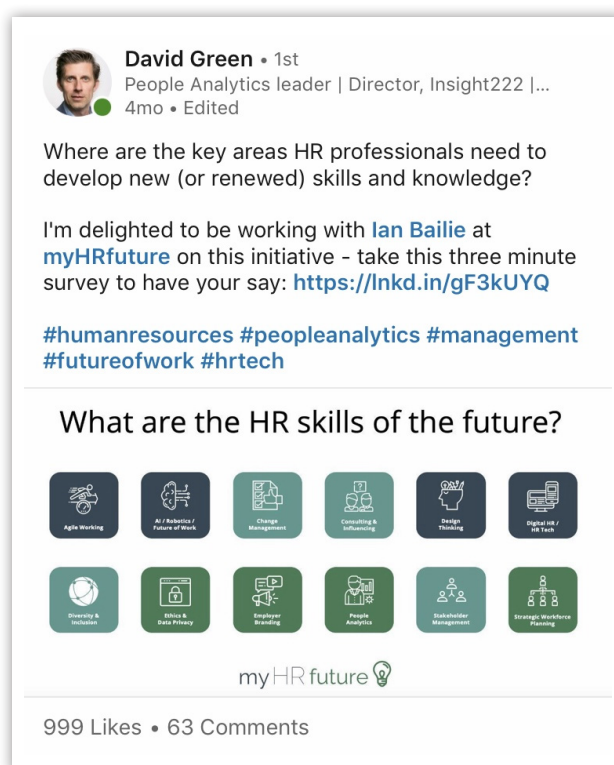 David Green • 1st
People Analytics leader | Director, Insight222 |...
4mo • Edited
Where are the key areas HR professionals need to
develop new (or renewed) skills and knowledge?
I'm delighted to be working with Ian Bailie at
myHRfuture on this initiative - take this three minute
survey to have your say: https://lnkd.in/gF3kUYQ
#humanresources #peopleanalytics #management
#futureofwork #hrtech
What are the HR skills of the future?
Agile Working
AI / Robotics /
Future of Work
Change
Management
Consulting &
Influencing
Design
Thinking
Digital HR /
HR Tech
Diversity &
Inclusion
Ethics &
Data Privacy
Employer
Branding
People
Analytics
Stakeholder
Management
Strategic Workforce
Planning
myHRfuture
999 Likes • 63 Comments